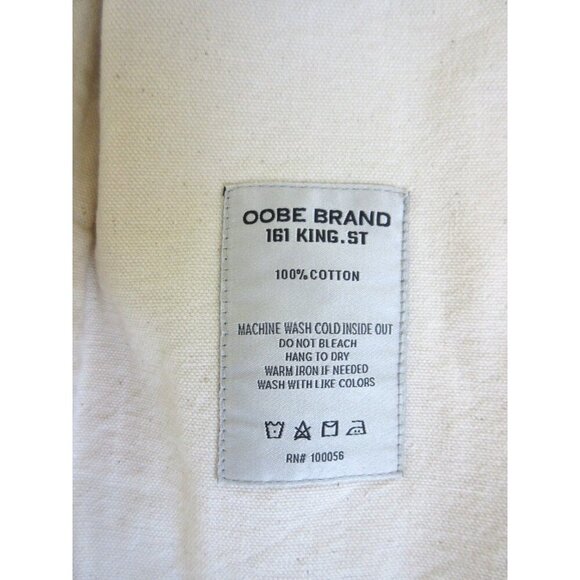 OOBE BRAND
161 KING.ST
100% COTTON
MACHINE WASH COLD INSIDE OUT
DO NOT BLEACH
HANG TO DRY
WARM IRON IF NEEDED
WASH WITH LIKE COLORS
RN# 100056